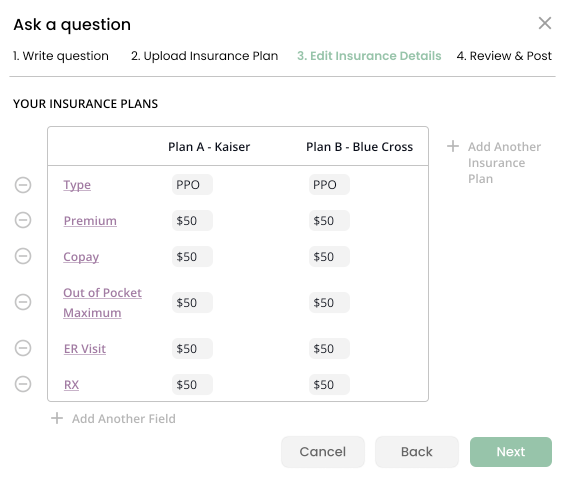 Ask a question
1. Write question 2. Upload Insurance Plan 3. Edit Insurance Details 4. Review & Post
YOUR INSURANCE PLANS
Plan A - Kaiser Plan B - Blue Cross
Add Another
Insurance
Plan
Type PPO PPO
Premium $50 $50
Copay $50 $50
Out of Pocket
Maximum $50 $50
ER Visit $50 $50
RX $50 $50
Add Another Field
Cancel Back Next